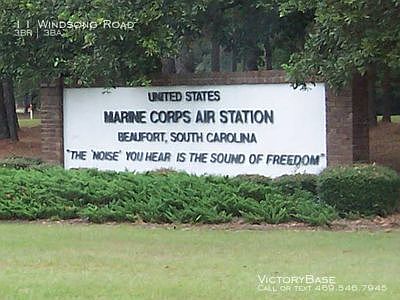 11 Windsong Road
3BR | 3BA
UNITED STATES
MARINE CORPS AIR STATION
BEAUFORT, SOUTH CAROLINA
"THE 'NOISE' YOU HEAR IS THE SOUND OF FREEDOM"
VictoryBase
Call or text 469.546.7945